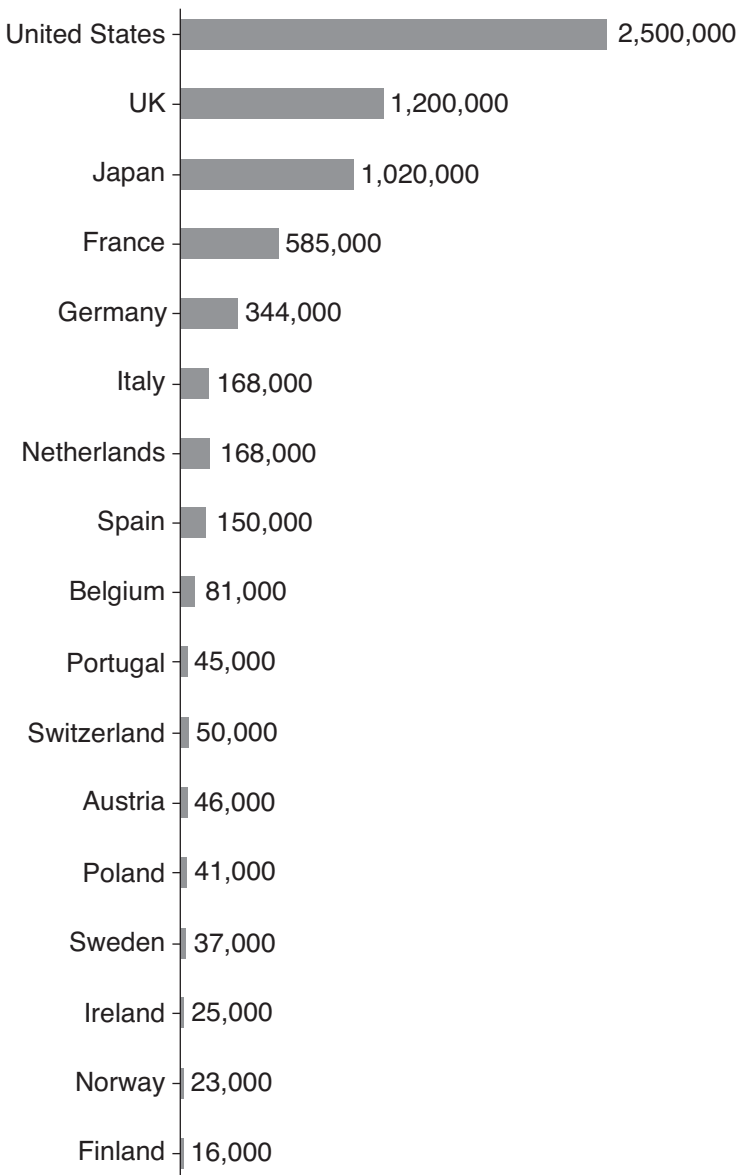 United States 2,500,000
UK 1,200,000
Japan 1,020,000
France 585,000
Germany 344,000
Italy 168,000
Netherlands 168,000
Spain 150,000
Belgium 81,000
Portugal 45,000
Switzerland 50,000
Austria 46,000
Poland 41,000
Sweden 37,000
Ireland 25,000
Norway 23,000
Finland 16,000